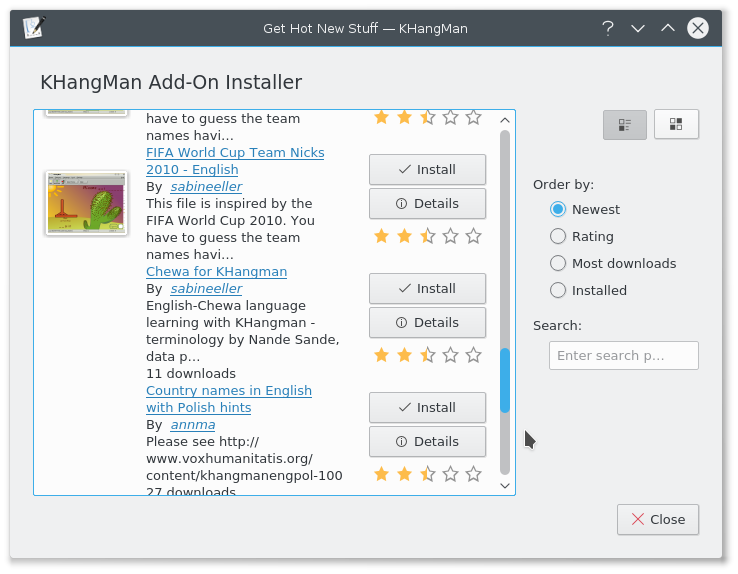 Get Hot New Stuff — KHangMan
KHangMan Add-On Installer
have to guess the team
names havi...
FIFA World Cup Team Nicks
2010 - English
By sabineeller
This file is inspired by the
FIFA World Cup 2010. You
have to guess the team
names havi...
Install
Details
Chewa for KHangman
By sabineeller
English-Chewa language
learning with KHangman -
terminology by Nande Sande,
data p...
11 downloads
Install
Details
Country names in English
with Polish hints
By annma
Please see http://
www.voxhumanitatis.org/
content/khangmanengpol-100
27 downloads
Install
Details
Order by:
Newest
Rating
Most downloads
Installed
Search:
Enter search p...
Close